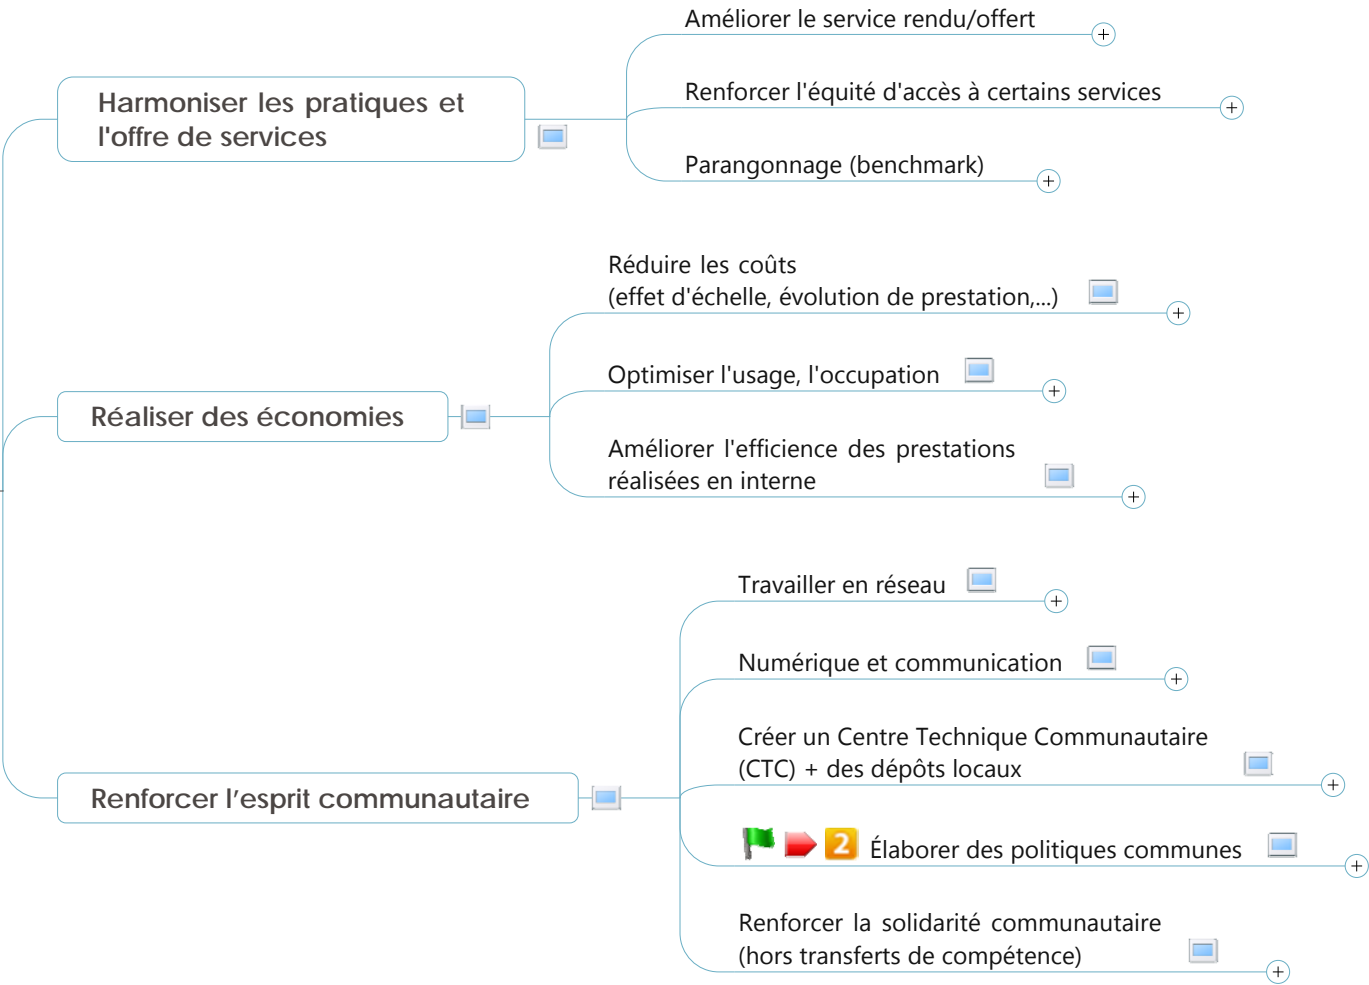 Améliorer le service rendu/offert
Harmoniser les pratiques et
l'offre de services
Renforcer l'équité d'accès à certains services
Parangonnage (benchmark)
Réduire les coûts
(effet d'échelle, évolution de prestation,...)
Réaliser des économies
Optimiser l'usage, l'occupation
Améliorer l'efficience des prestations
réalisées en interne
Renforcer l’esprit communautaire
Travailler en réseau
Numérique et communication
Créer un Centre Technique Communautaire
(CTC) + des dépôts locaux
2 Élaborer des politiques communes
Renforcer la solidarité communautaire
(hors transferts de compétence)